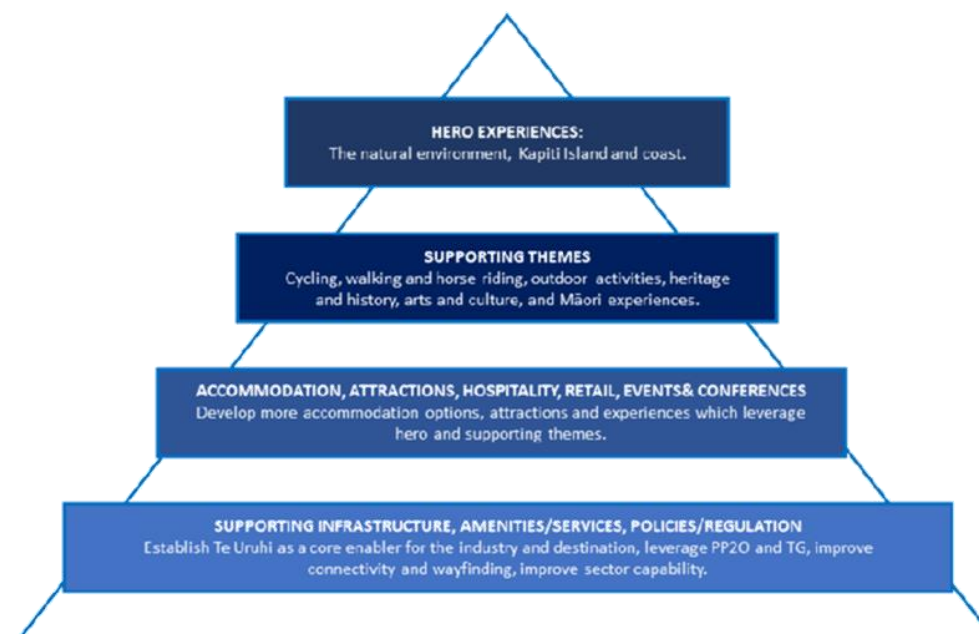 HERO EXPERIENCES:
The natural environment, Kapiti Island and coast.
SUPPORTING THEMES
Cycling, walking and horse riding, outdoor activities, heritage
and history, arts and culture, and Māori experiences.
ACCOMMODATION, ATTRACTIONS, HOSPITALITY, RETAIL, EVENTS& CONFERENCES
Develop more accommodation options, attractions and experiences which leverage
hero and supporting themes.
SUPPORTING INFRASTRUCTURE, AMENITIES/SERVICES, POLICIES/REGULATION
Establish Te Uruhi as a core enabler for the industry and destination, leverage PP2O and TG, improve
connectivity and wayfinding, improve sector capability.